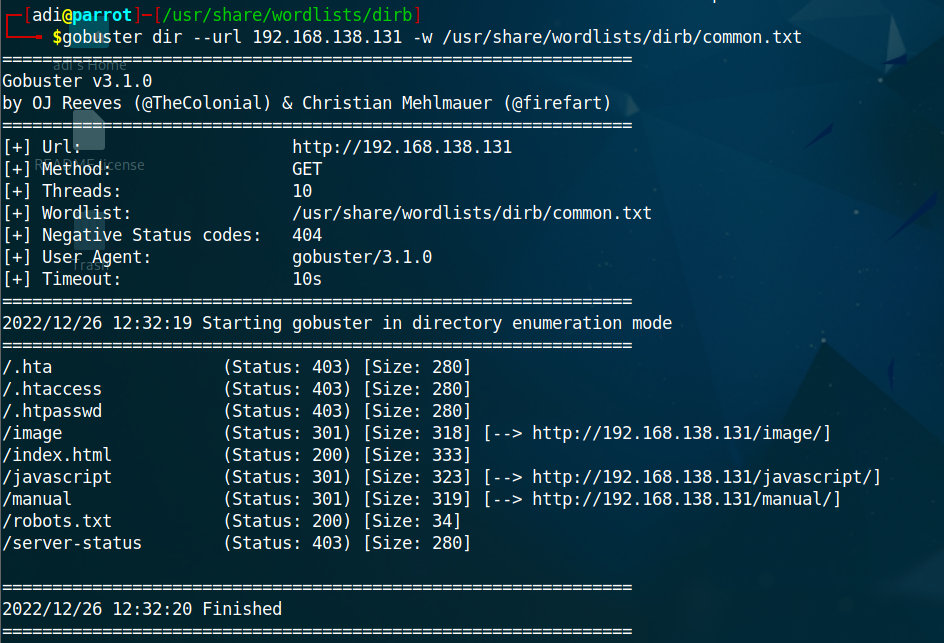 [adi@parrot]─[/usr/share/wordlists/dirb]
$gobuster dir --url 192.168.138.131 -w /usr/share/wordlists/dirb/common.txt
===============================================================
adi's Home
Gobuster v3.1.0
by OJ Reeves (@TheColonial) & Christian Mehlmauer (@firefart)
===============================================================
[+] Url:                     http://192.168.138.131
README license
[+] Method:                  GET
[+] Threads:                 10
[+] Wordlist:                /usr/share/wordlists/dirb/common.txt
[+] Negative Status codes:   404
[+] User Agent:              gobuster/3.1.0
Trash
[+] Timeout:                 10s
===============================================================
2022/12/26 12:32:19 Starting gobuster in directory enumeration mode
===============================================================
/.hta                 (Status: 403) [Size: 280]
/.htaccess            (Status: 403) [Size: 280]
/.htpasswd            (Status: 403) [Size: 280]
/image                (Status: 301) [Size: 318] [--> http://192.168.138.131/image/]
/index.html           (Status: 200) [Size: 333]
/javascript           (Status: 301) [Size: 323] [--> http://192.168.138.131/javascript/]
/manual               (Status: 301) [Size: 319] [--> http://192.168.138.131/manual/]
/robots.txt           (Status: 200) [Size: 34]
/server-status        (Status: 403) [Size: 280]
===============================================================
2022/12/26 12:32:20 Finished
===============================================================